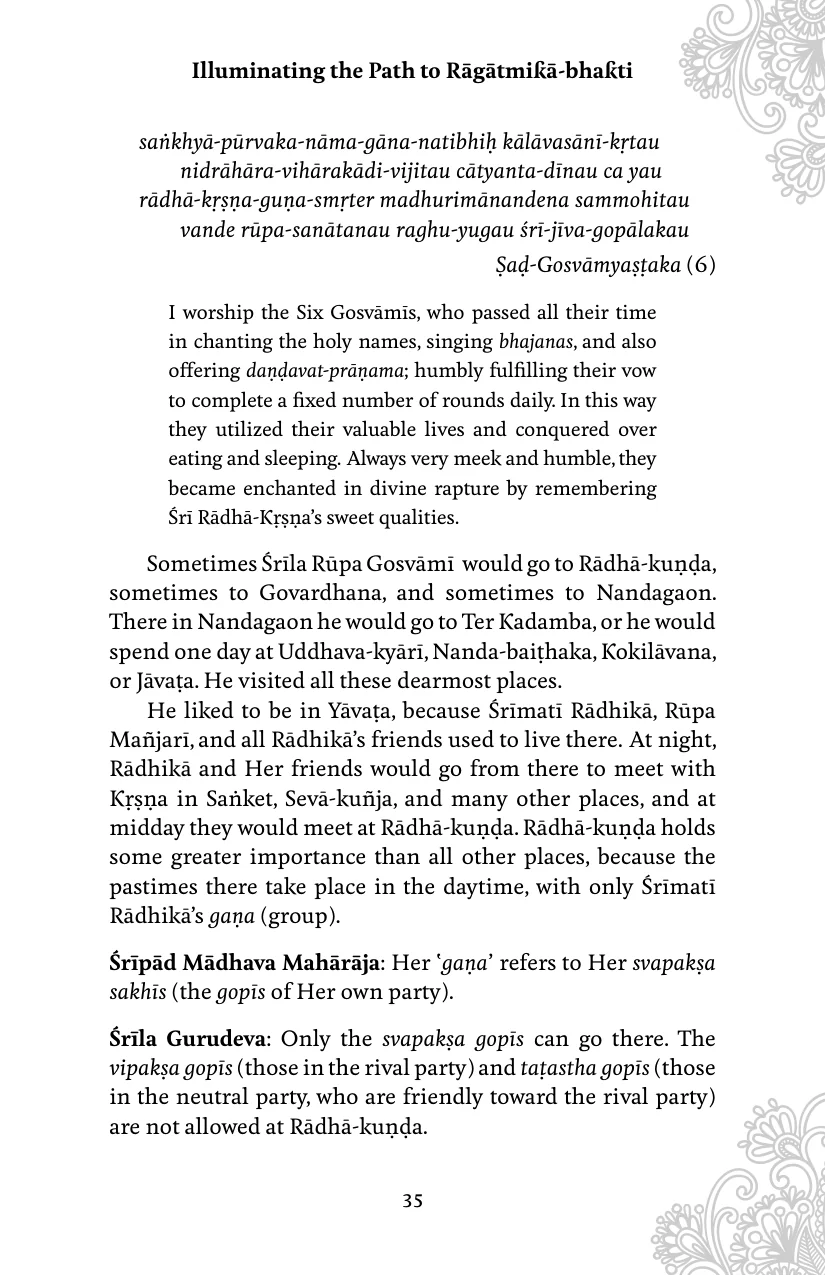 Illuminating the Path to Rāgātmikā-bhakti
saṅkhyā-pūrvaka-nāma-gāna-natibhiḥ kālāvasānī-kṛtau
nidrāhāra-vihārakādi-vijitau cātyanta-dīnau ca yau
rādhā-kṛṣṇa-guṇa-smṛter madhurimānandena sammohitau
vande rūpa-sanātanau raghu-yugau śrī-jīva-gopālakau
Ṣaḍ-Gosvāmyaṣṭaka (6)
I worship the Six Gosvāmīs, who passed all their time
in chanting the holy names, singing bhajanas, and also
offering daṇḍavat-prāṇama; humbly fulfilling their vow
to complete a fixed number of rounds daily. In this way
they utilized their valuable lives and conquered over
eating and sleeping. Always very meek and humble, they
became enchanted in divine rapture by remembering
Śrī Rādhā-Kṛṣṇa's sweet qualities.
Sometimes Śrīla Rūpa Gosvāmī would go to Rādhā-kuṇḍa,
sometimes to Govardhana, and sometimes to Nandagaon.
There in Nandagaon he would go to Ter Kadamba, or he would
spend one day at Uddhava-kyārī, Nanda-baiṭhaka, Kokilāvana,
or Jāvaṭa. He visited all these dearmost places.
He liked to be in Yāvaṭa, because Śrīmatī Rādhikā, Rūpa
Mañjarī, and all Rādhikā's friends used to live there. At night,
Rādhikā and Her friends would go from there to meet with
Kṛṣṇa in Saṅket, Sevā-kuñja, and many other places, and at
midday they would meet at Rādhā-kuṇḍa. Rādhā-kuṇḍa holds
some greater importance than all other places, because the
pastimes there take place in the daytime, with only Śrīmatī
Rādhikā's gaṇa (group).
Śrīpād Mādhava Mahārāja: Her 'gaṇa' refers to Her svapakṣa
sakhīs (the gopīs of Her own party).
Śrīla Gurudeva: Only the svapakṣa gopīs can go there. The
vipakṣa gopīs (those in the rival party) and taṭastha gopīs (those
in the neutral party, who are friendly toward the rival party)
are not allowed at Rādhā-kuṇḍa.
35